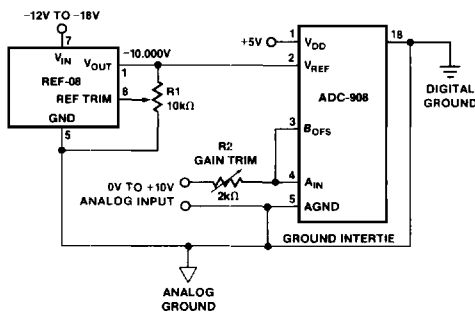 -12V TO -18V
7
VIN
REF-08
VOUT
1
-10.000V
REF TRIM
8
R1
10kΩ
GND
5
+5V
1
VDD
18
2
VREF
ADC-908
DIGITAL
GROUND
3
BOFS
R2
GAIN TRIM
0V TO +10V
ANALOG INPUT
2kΩ
4
AIN
5
AGND
GROUND INTERTIE
ANALOG
GROUND